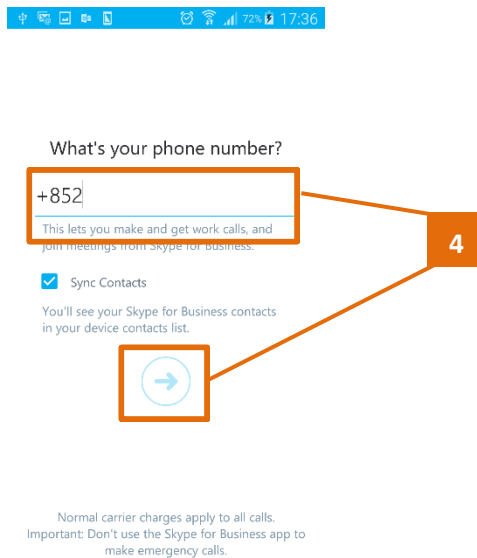 72% 17:36
What's your phone number?
+852
4
This lets you make and get work calls, and
join meetings from Skype for Business.
Sync Contacts
You'll see your Skype for Business contacts
in your device contacts list.
Normal carrier charges apply to all calls.
Important: Don't use the Skype for Business app to
make emergency calls.